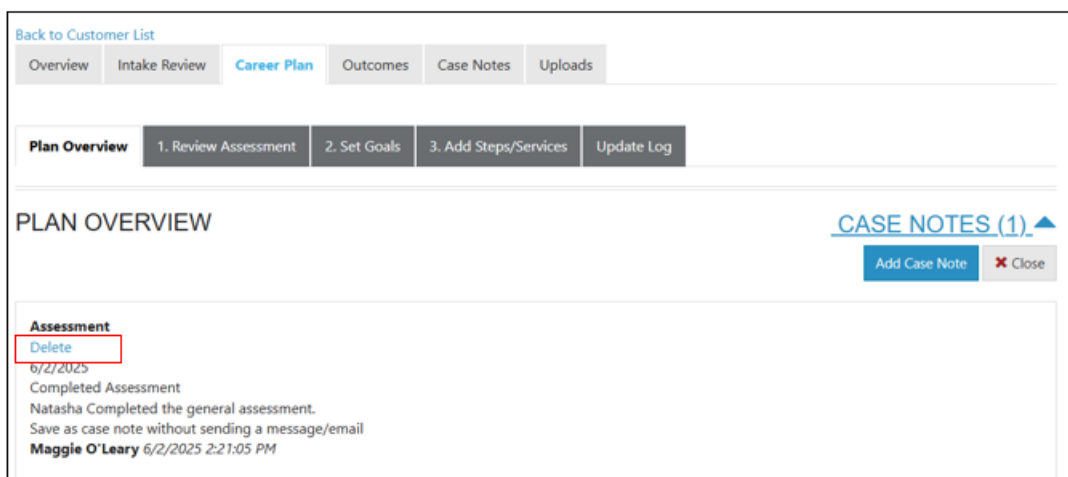 Back to Customer List
Overview Intake Review Career Plan Outcomes Case Notes Uploads
Plan Overview 1. Review Assessment 2. Set Goals 3. Add Steps/Services Update Log
PLAN OVERVIEW CASE NOTES (1)
Add Case Note Close
Assessment
Delete
6/2/2025
Completed Assessment
Natasha Completed the general assessment.
Save as case note without sending a message/email
Maggie O'Leary 6/2/2025 2:21:05 PM